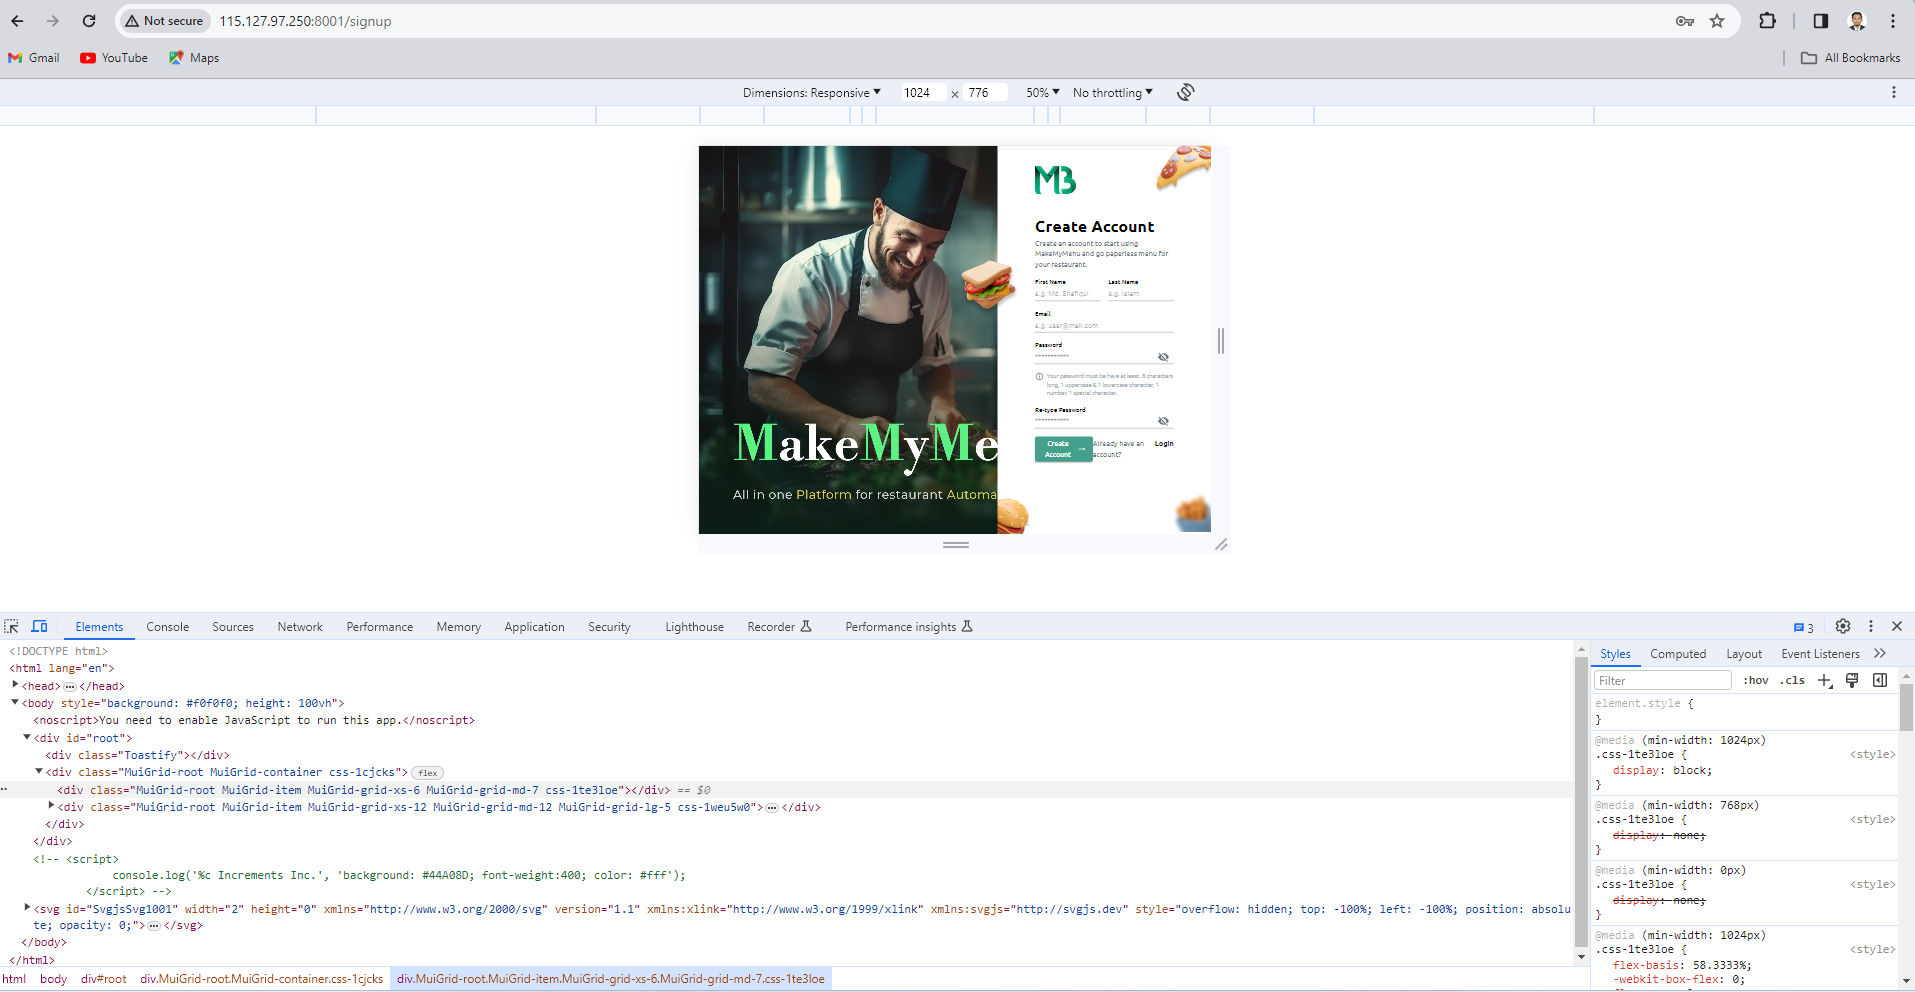 Not secure
115.127.97.250:8001/signup
Gmail
YouTube
Maps
All Bookmarks
Dimensions: Responsive
1024 × 776
50%
No throttling
MB
Create Account
Create an account to start using
MakeMyMenu and go paperless menu for
your restaurant.
First Name
Last Name
e.g. Md. Shafiqul
e.g. Islam
Email
e.g. user@mail.com
Password
***********
Your password must be have at least. 8 characters
long, 1 uppercase & 1 lowercase character, 1
number, 1 special character.
Re-type Password
***********
Create
Account
→
Already have an
account?
Login
MakeMyMe
All in one Platform for restaurant Automa
Elements
Console
Sources
Network
Performance
Memory
Application
Security
Lighthouse
Recorder
Performance insights
3
<!DOCTYPE html>
<html lang="en">
<head>…</head>
<body style="background: #f0f0f0; height: 100vh">
<noscript>You need to enable JavaScript to run this app.</noscript>
<div id="root">
<div class="Toastify"></div>
<div class="MuiGrid-root MuiGrid-container css-1cjcks"> flex
<div class="MuiGrid-root MuiGrid-item MuiGrid-grid-xs-6 MuiGrid-grid-md-7 css-1te3loe"></div> == $0
<div class="MuiGrid-root MuiGrid-item MuiGrid-grid-xs-12 MuiGrid-grid-md-12 MuiGrid-grid-lg-5 css-1weu5w0">…</div>
</div>
</div>
<!-- <script>
console.log('%c Increments Inc.', 'background: #44A08D; font-weight:400; color: #fff');
</script> -->
<svg id="SvgjsSvg1001" width="2" height="0" xmlns="http://www.w3.org/2000/svg" version="1.1" xmlns:xlink="http://www.w3.org/1999/xlink" xmlns:svgjs="http://svgjs.dev" style="overflow: hidden; top: -100%; left: -100%; position: absolu
te; opacity: 0;">…</svg>
</body>
</html>
html
body
div#root
div.MuiGrid-root.MuiGrid-container.css-1cjcks
div.MuiGrid-root.MuiGrid-item.MuiGrid-grid-xs-6.MuiGrid-grid-md-7.css-1te3loe
Styles
Computed
Layout
Event Listeners
Filter
:hov
.cls
element.style {
}
@media (min-width: 1024px)
.css-1te3loe {
<style>
display: block;
}
@media (min-width: 768px)
.css-1te3loe {
<style>
display: none;
}
@media (min-width: 0px)
.css-1te3loe {
<style>
display: none;
}
@media (min-width: 1024px)
.css-1te3loe {
<style>
flex-basis: 58.3333%;
-webkit-box-flex: 0;